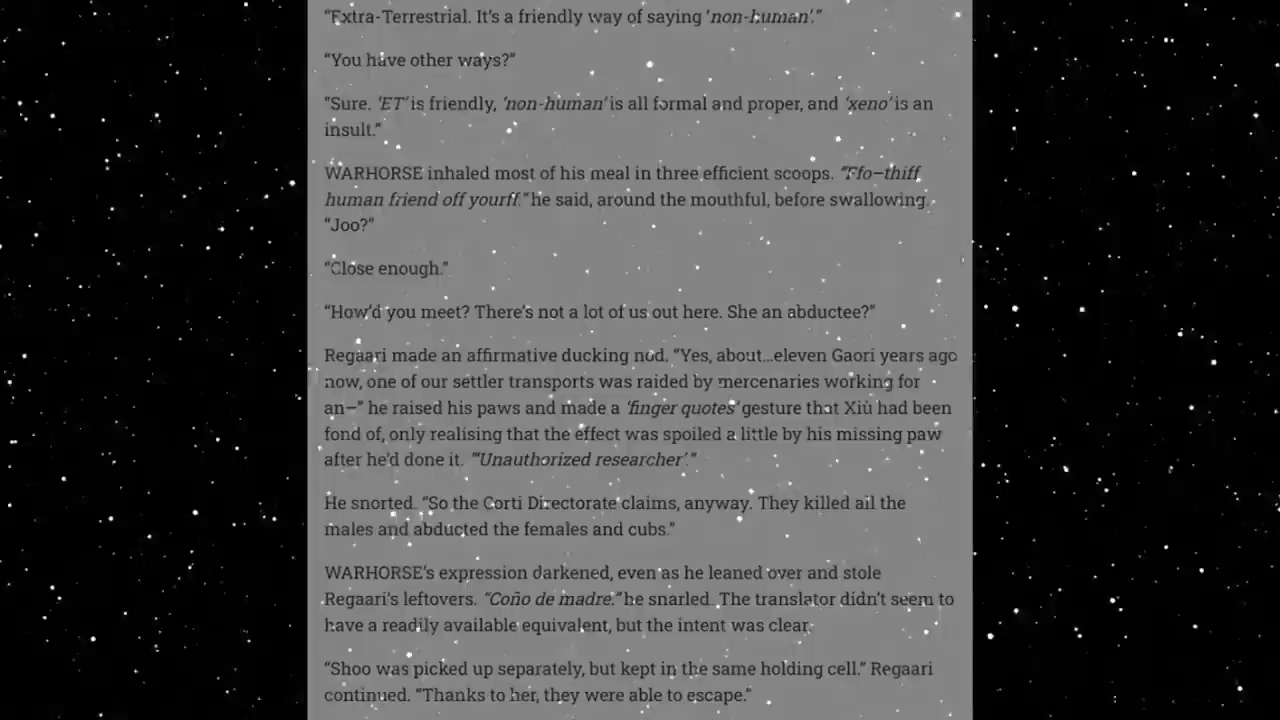 “Extra-Terrestrial. It’s a friendly way of saying ‘non-human’.”
“You have other ways?”
“Sure. ‘ET’ is friendly, ‘non-human’ is all formal and proper, and ‘xeno’ is an
insult.”
WARHORSE inhaled most of his meal in three efficient scoops. “Ffo–thiff
human friend off yourff.” he said, around the mouthful, before swallowing.
“Joo?”
“Close enough.”
“How’d you meet? There’s not a lot of us out here. She an abductee?”
Regaari made an affirmative ducking nod. “Yes, about…eleven Gaori years ago
now, one of our settler transports was raided by mercenaries working for
an–” he raised his paws and made a ‘finger quotes’ gesture that Xiù had been
fond of, only realising that the effect was spoiled a little by his missing paw
after he’d done it. “‘Unauthorized researcher’.“
He snorted. “So the Corti Directorate claims, anyway. They killed all the
males and abducted the females and cubs.”
WARHORSE’s expression darkened, even as he leaned over and stole
Regaari’s leftovers. “Coño de madre.” he snarled. The translator didn’t seem to
have a readily available equivalent, but the intent was clear.
“Shoo was picked up separately, but kept in the same holding cell.” Regaari
continued. “Thanks to her, they were able to escape.”